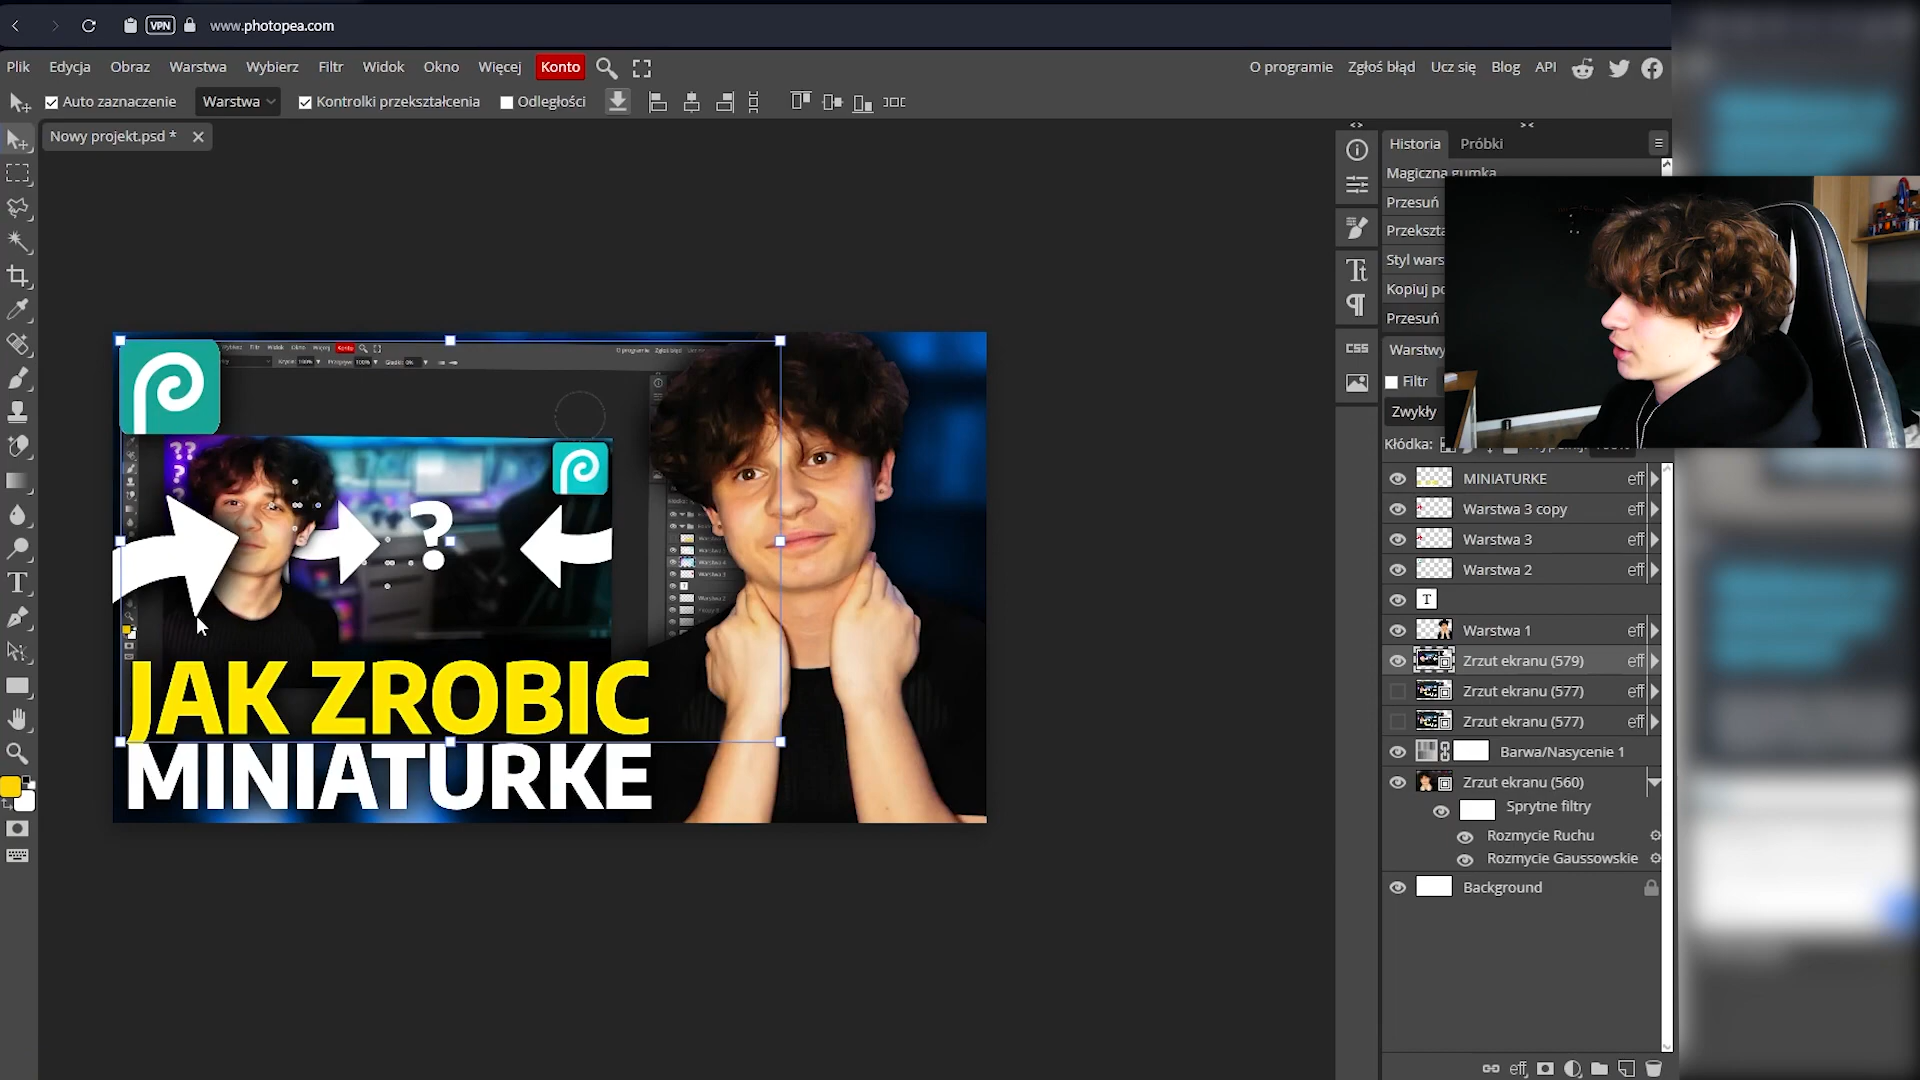 VPN www.photopea.com
Plik Edycja Obraz Warstwa Wybierz Filtr Widok Okno Więcej Konto O programie Zgłoś błąd Ucz się Blog API
Auto zaznaczenie Warstwa Kontrolki przekształcenia Odległości
Nowy projekt.psd *
Historia Próbki
Magiczna gumka
Przesuń
Przekszta
Styl wars
Kopiuj po
Przesuń
Warstwy
Filtr
Zwykły
Kłódka:
MINIATURKE eff
Warstwa 3 copy eff
Warstwa 3 eff
Warstwa 2 eff
T
Warstwa 1 eff
Zrzut ekranu (579) eff
Zrzut ekranu (577) eff
Zrzut ekranu (577) eff
Barwa/Nasycenie 1
Zrzut ekranu (560)
Sprytne filtry
Rozmycie Ruchu
Rozmycie Gaussowskie
Background
eff
CSS
??
?
?
?
JAK ZROBIC
MINIATURKE